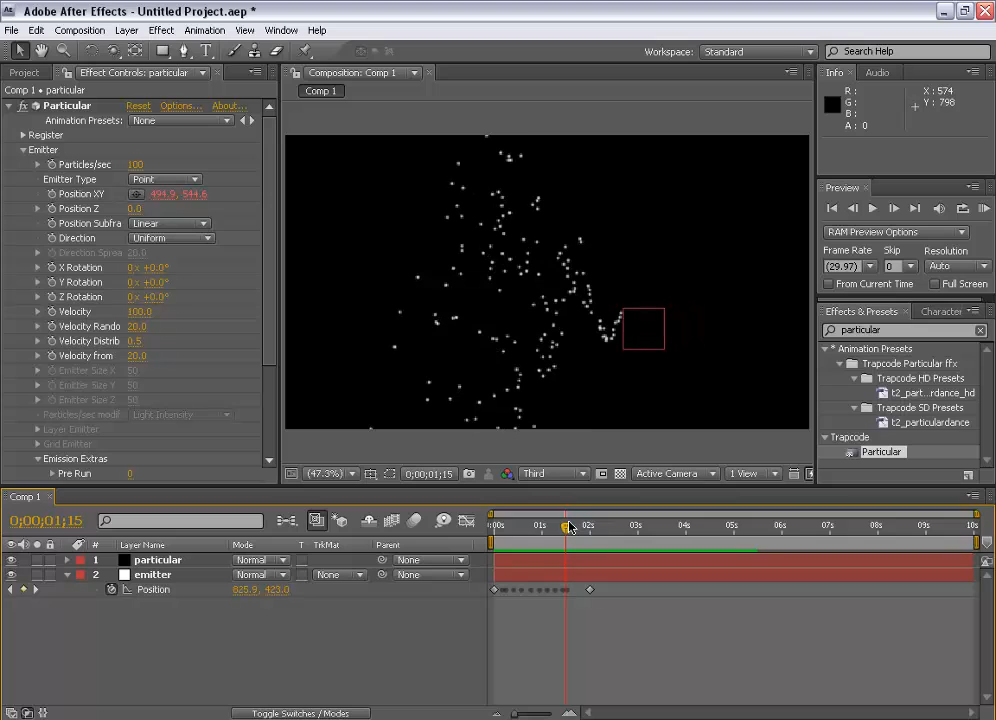 Adobe After Effects - Untitled Project.aep *
File Edit Composition Layer Effect Animation View Window Help
Workspace: Standard Search Help
Project Effect Controls: particular
Comp 1 • particular
fx Particular Reset Options... About...
Animation Presets: None
Register
Emitter
Particles/sec 100
Emitter Type Point
Position XY 494.9, 544.6
Position Z 0.0
Position Subfra Linear
Direction Uniform
Direction Sprea 20.0
X Rotation 0x +0.0°
Y Rotation 0x +0.0°
Z Rotation 0x +0.0°
Velocity 100.0
Velocity Rando 20.0
Velocity Distrib 0.5
Velocity from 20.0
Emitter Size X 50
Emitter Size Y 50
Emitter Size Z 50
Particles/sec modif Light Intensity
Layer Emitter
Grid Emitter
Emission Extras
Pre Run 0
Composition: Comp 1
Comp 1
(47.3%) 0;00;01;15 Third Active Camera 1 View
Info Audio
R: X: 574
G: Y: 798
B:
A: 0
Preview
RAM Preview Options
Frame Rate Skip Resolution
(29.97) 0 Auto
From Current Time Full Screen
Effects & Presets Character
particular
* Animation Presets
Trapcode Particular ffx
Trapcode HD Presets
t2_part...rdance_hd
Trapcode SD Presets
t2_particulardance
Trapcode
Particular
Comp 1
0;00;01;15
:00s 01s 02s 03s 04s 05s 06s 07s 08s 09s 10s
# Layer Name Mode T TrkMat Parent
1 particular Normal None
2 emitter Normal None None
Position 625.9, 423.0
Toggle Switches / Modes